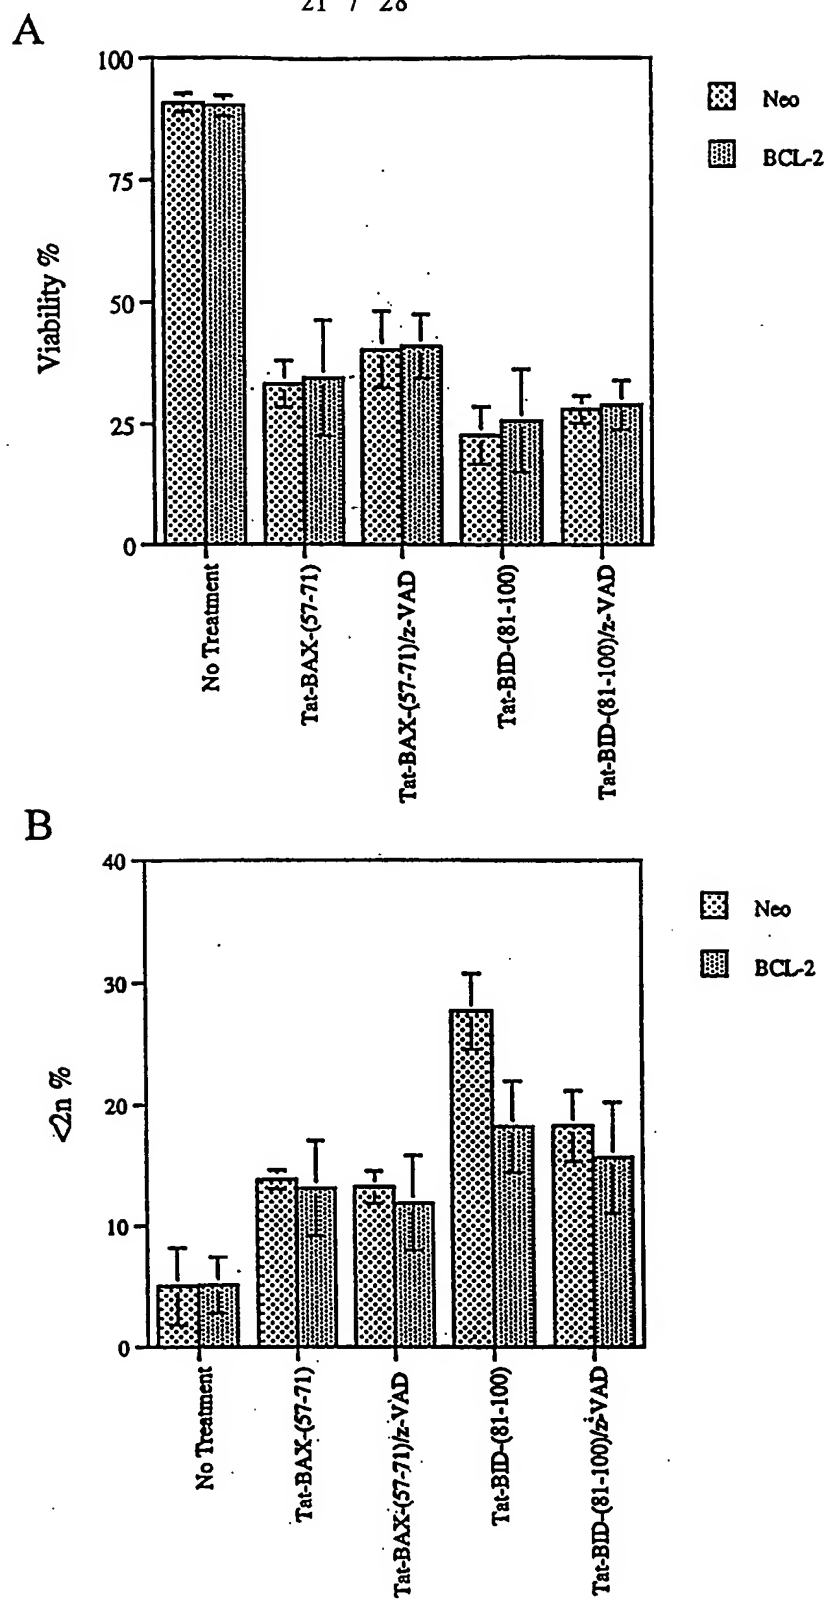 21 / 28
A
100
75
50
25
0
Viability %
Neo
BCL-2
No Treatment
Tat-BAX-(57-71)
Tat-BAX-(57-71)/z-VAD
Tat-BID-(81-100)
Tat-BID-(81-100)/z-VAD
B
40
30
20
10
0
<2n %
Neo
BCL-2
No Treatment
Tat-BAX-(57-71)
Tat-BAX-(57-71)/z-VAD
Tat-BID-(81-100)
Tat-BID-(81-100)/z-VAD